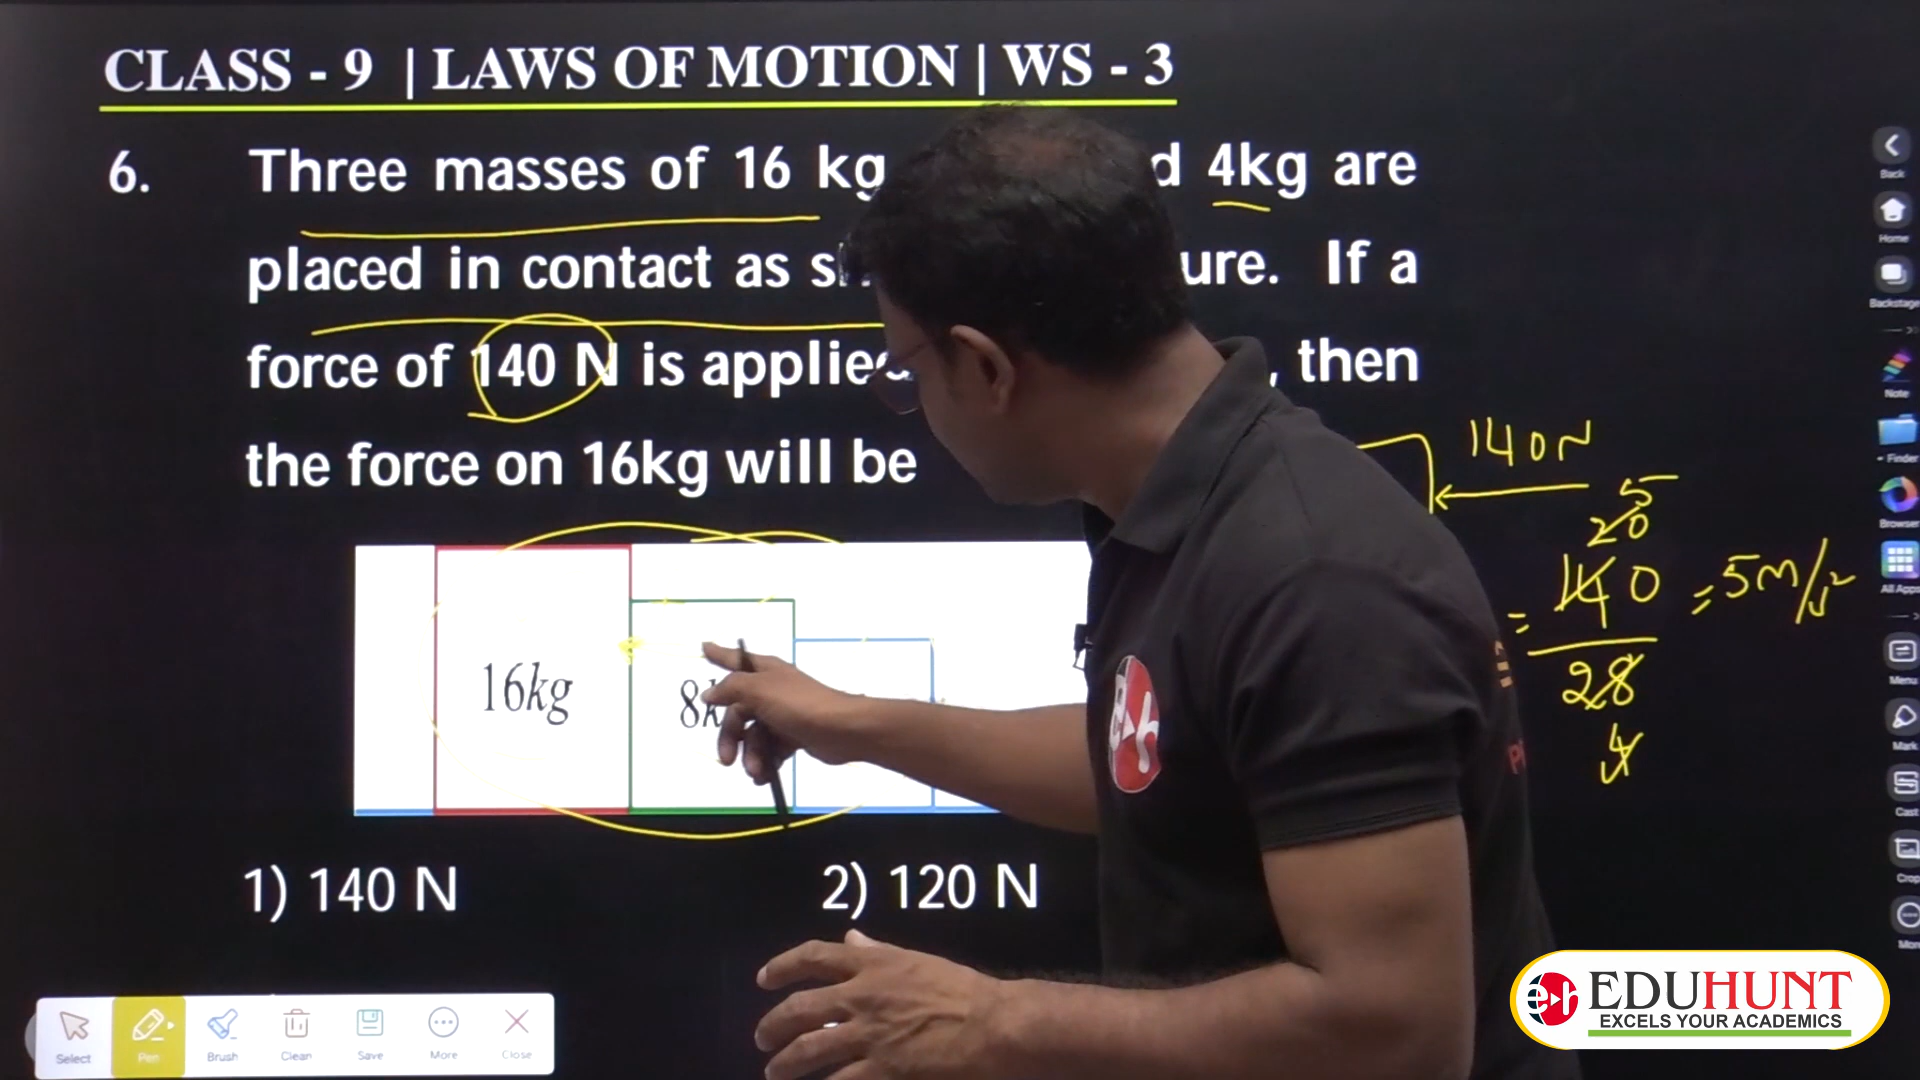 CLASS - 9 | LAWS OF MOTION | WS - 3
6. Three masses of 16 kg 4kg are
placed in contact as If a
force of 140 N is applied , then
the force on 16kg will be
140N
5
20
= 140 = 5m/s²
28
4
16kg
1) 140 N
2) 120 N
Select
Pen
Brush
Clean
Save
More
Close
Back
Home
Backstage
Note
Finder
Browser
All Apps
Menu
Mark
Cast
Crop
More
EDUHUNT
EXCELS YOUR ACADEMICS